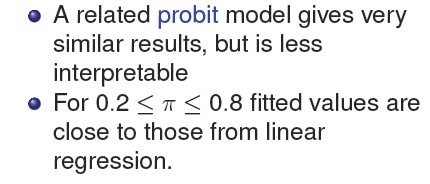 A related probit model gives very
similar results, but is less
interpretable
For 0.2 ≤ π ≤ 0.8 fitted values are
close to those from linear
regression.